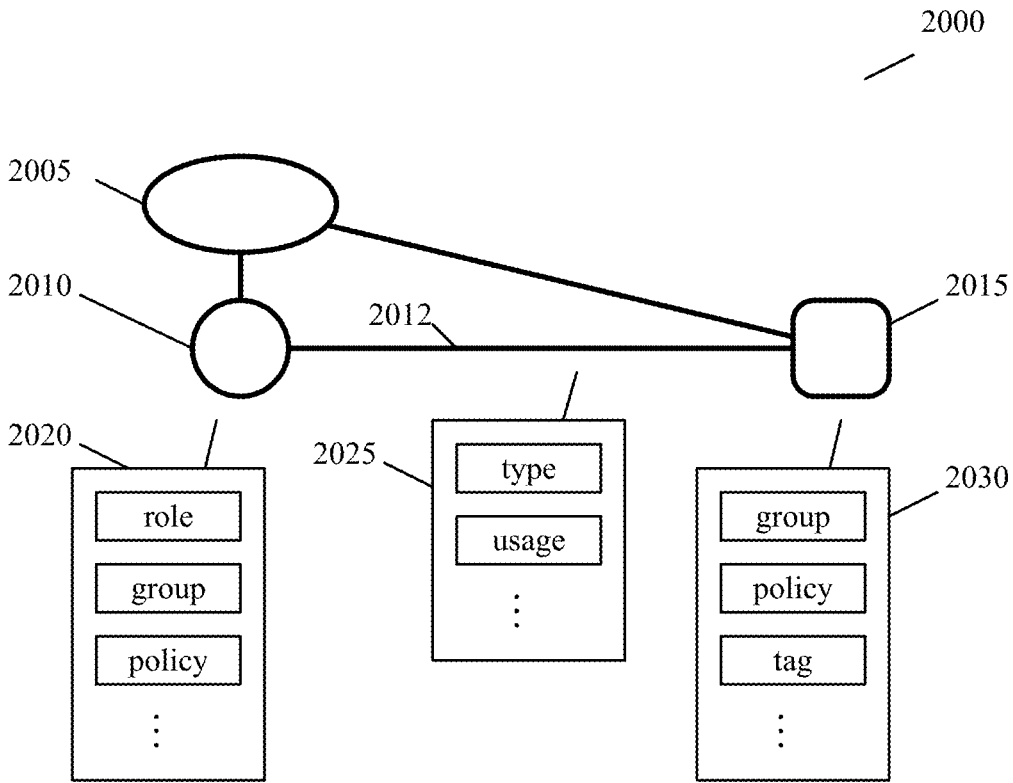 2000
2005
2010
2012
2015
2020
role
group
policy
⋮
2025
type
usage
⋮
2030
group
policy
tag
⋮